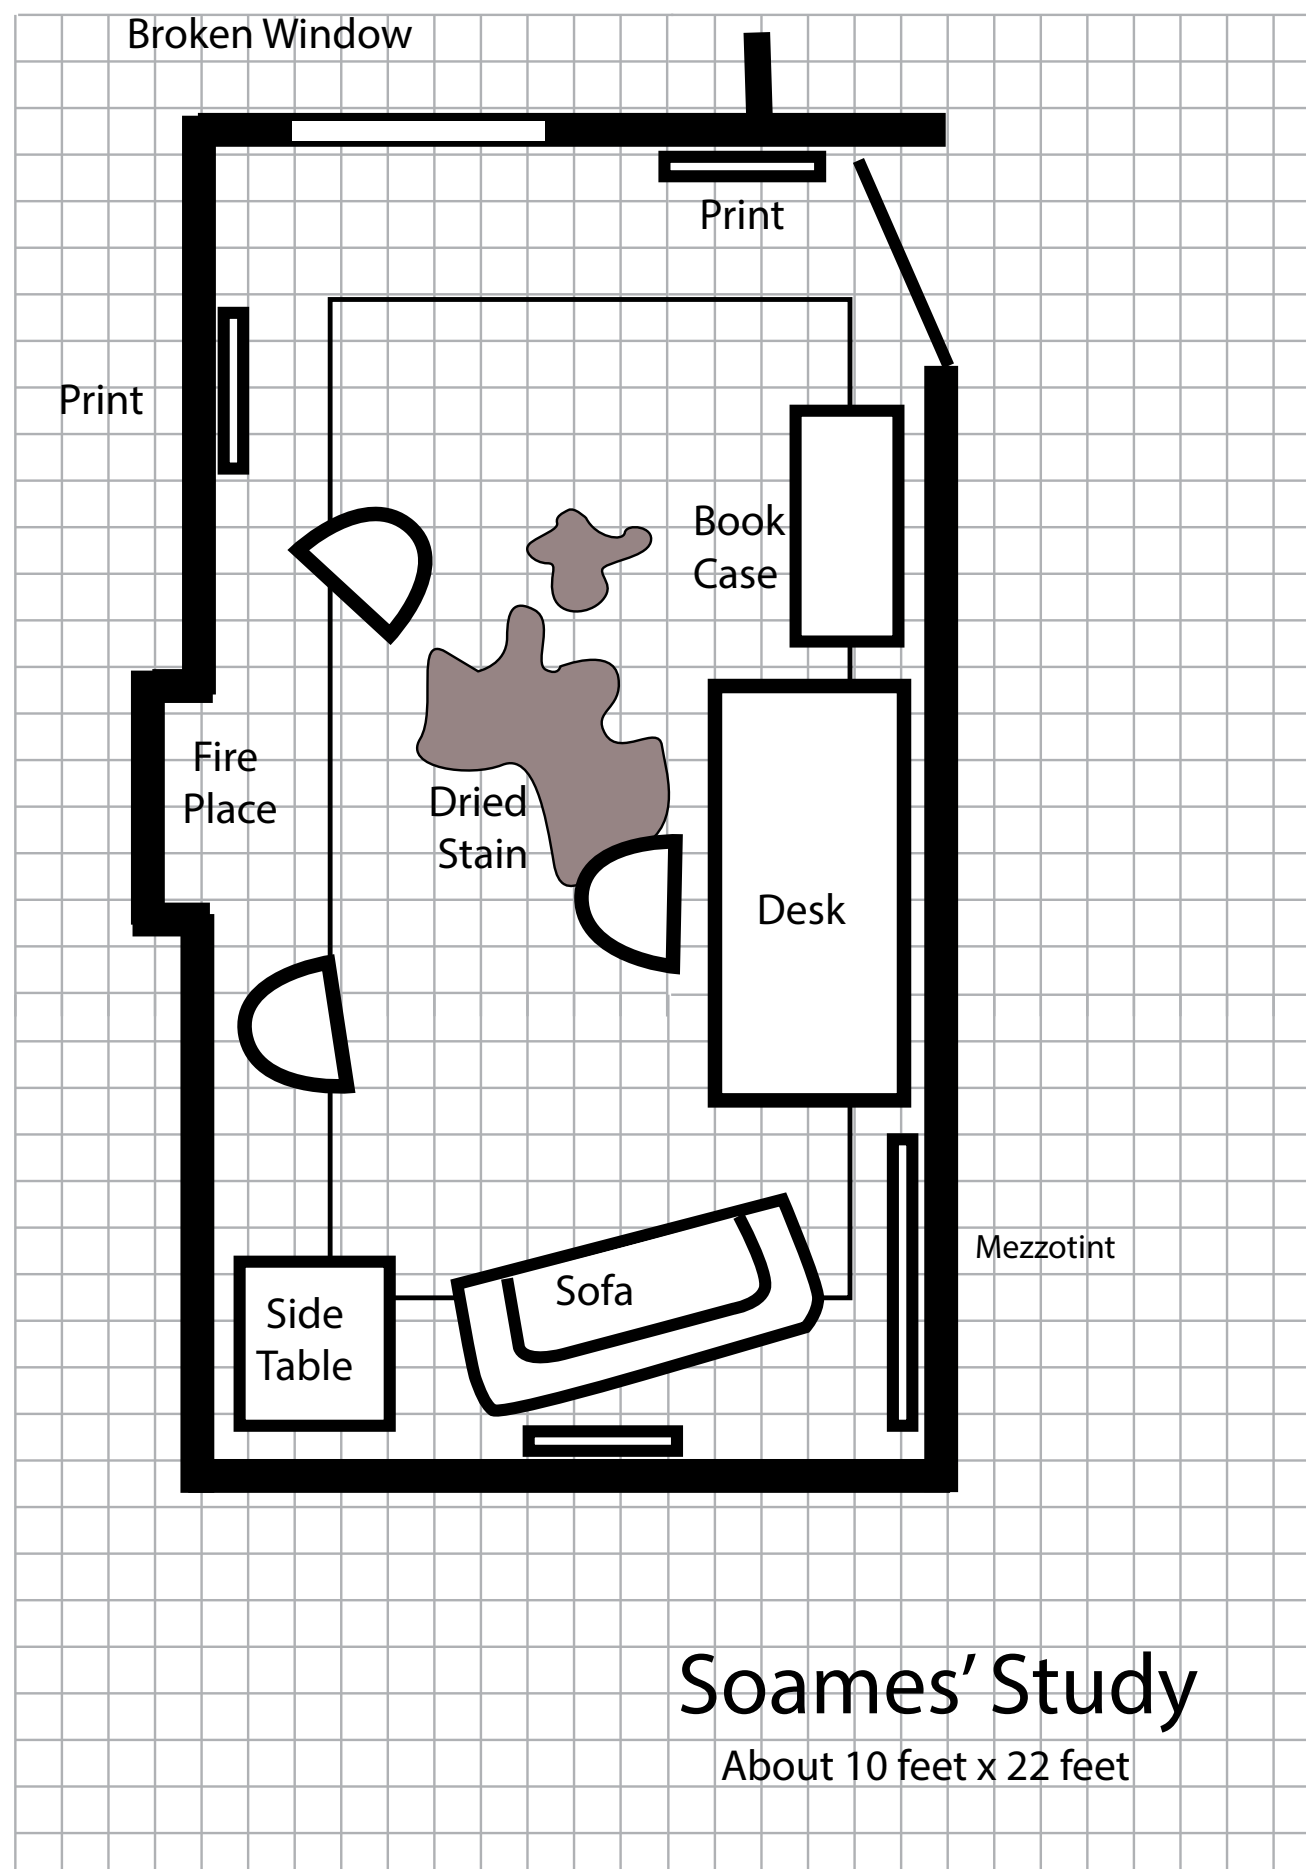 Broken Window
Print
Print
Book
Case
Fire
Place
Dried
Stain
Desk
Mezzotint
Sofa
Side
Table
Soames’ Study
About 10 feet x 22 feet